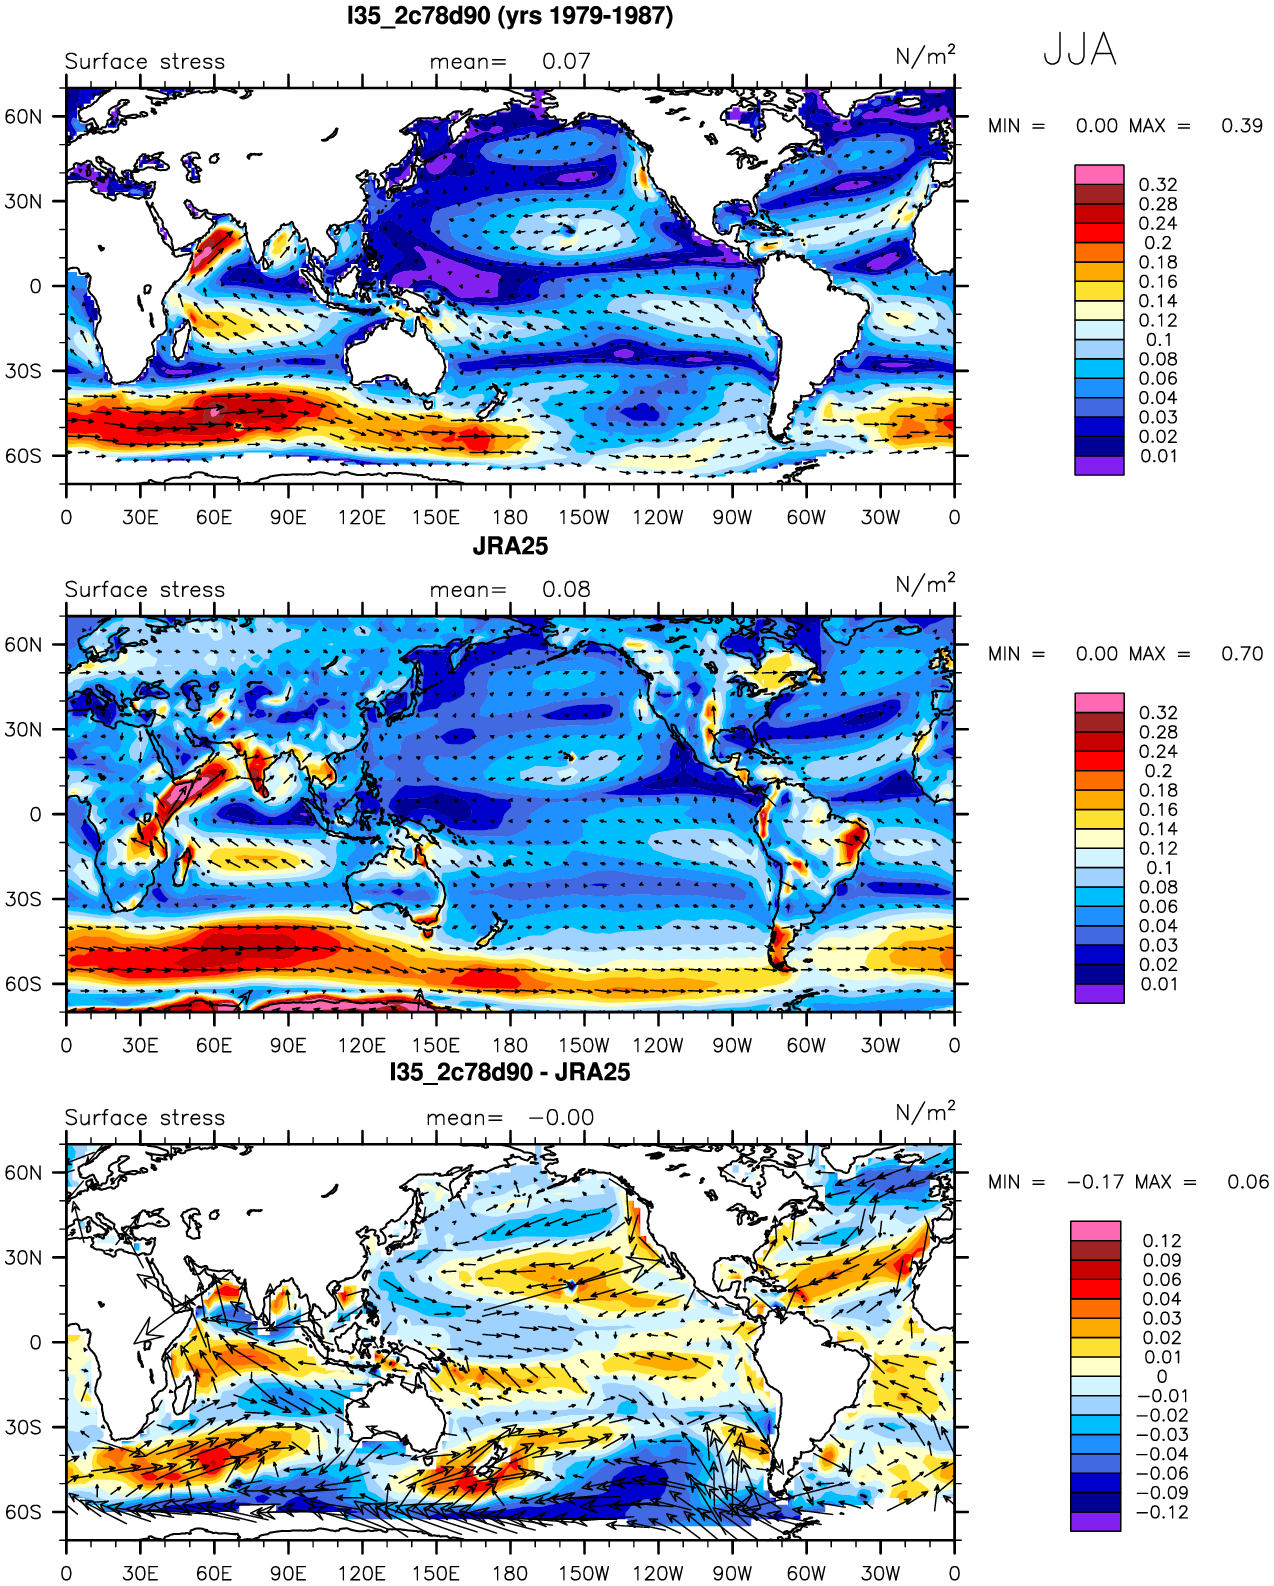 I35_2c78d90 (yrs 1979-1987)
JJA
Surface stress mean= 0.07 N/m²
MIN = 0.00 MAX = 0.39
60N
30N
0
30S
60S
0 30E 60E 90E 120E 150E 180 150W 120W 90W 60W 30W 0
0.32
0.28
0.24
0.2
0.18
0.16
0.14
0.12
0.1
0.08
0.06
0.04
0.03
0.02
0.01
JRA25
Surface stress mean= 0.08 N/m²
MIN = 0.00 MAX = 0.70
60N
30N
0
30S
60S
0 30E 60E 90E 120E 150E 180 150W 120W 90W 60W 30W 0
0.32
0.28
0.24
0.2
0.18
0.16
0.14
0.12
0.1
0.08
0.06
0.04
0.03
0.02
0.01
I35_2c78d90 - JRA25
Surface stress mean= −0.00 N/m²
MIN = −0.17 MAX = 0.06
60N
30N
0
30S
60S
0 30E 60E 90E 120E 150E 180 150W 120W 90W 60W 30W 0
0.12
0.09
0.06
0.04
0.03
0.02
0.01
0
−0.01
−0.02
−0.03
−0.04
−0.06
−0.09
−0.12